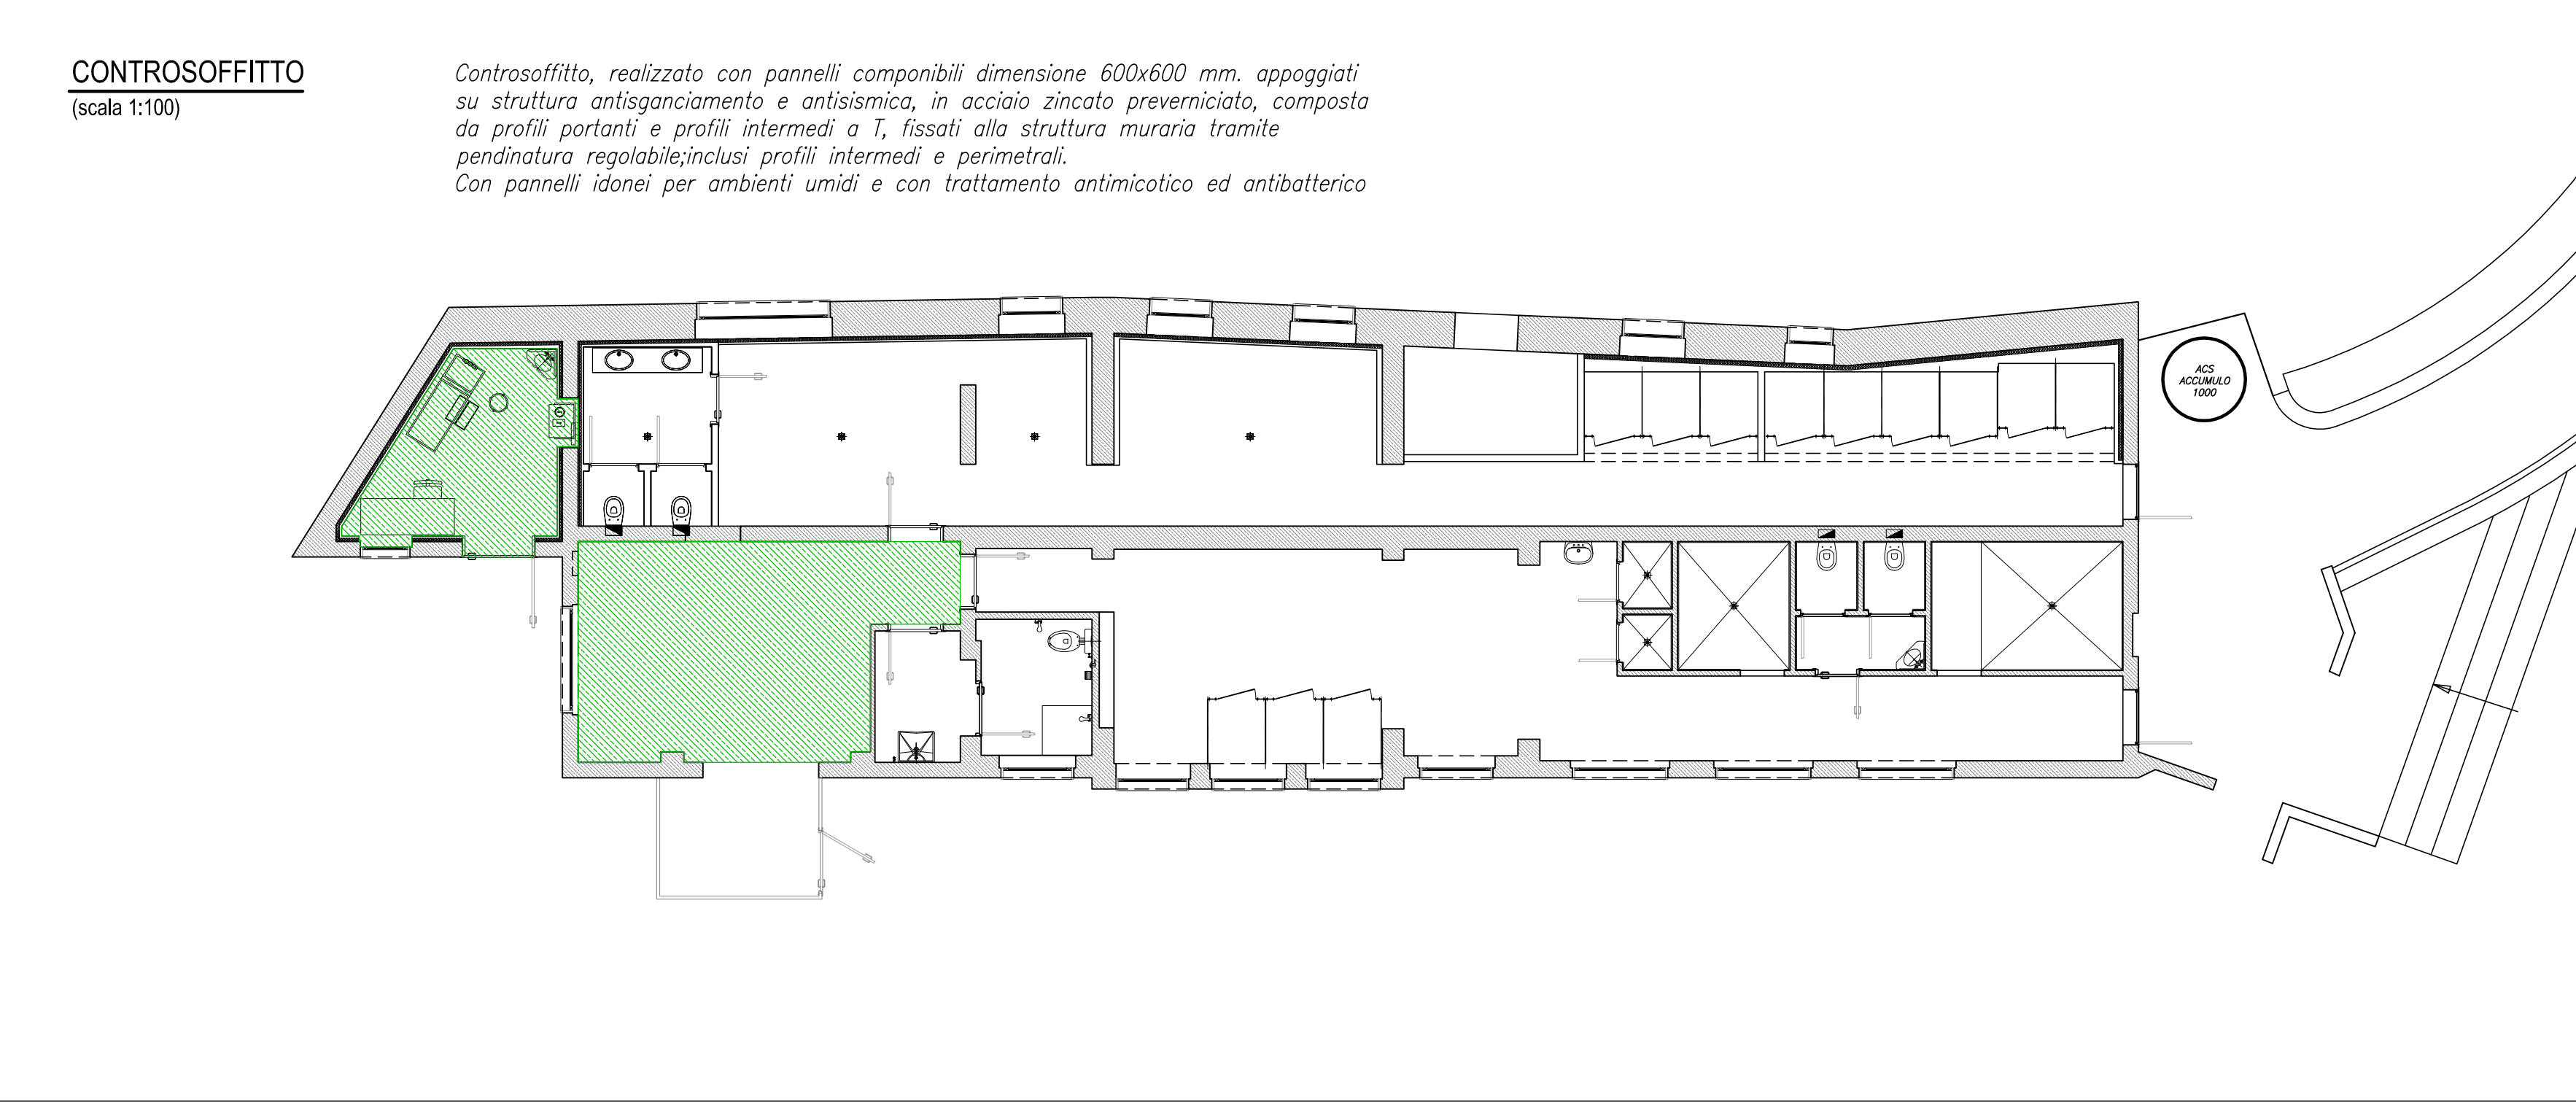 CONTROSOFFITTO
(scala 1:100)
Controsoffitto, realizzato con pannelli componibili dimensione 600x600 mm. appoggiati
su struttura antisganciamento e antisismica, in acciaio zincato preverniciato, composta
da profili portanti e profili intermedi a T, fissati alla struttura muraria tramite
pendinatura regolabile;inclusi profili intermedi e perimetrali.
Con pannelli idonei per ambienti umidi e con trattamento antimicotico ed antibatterico
ACS
ACCUMULO
1000